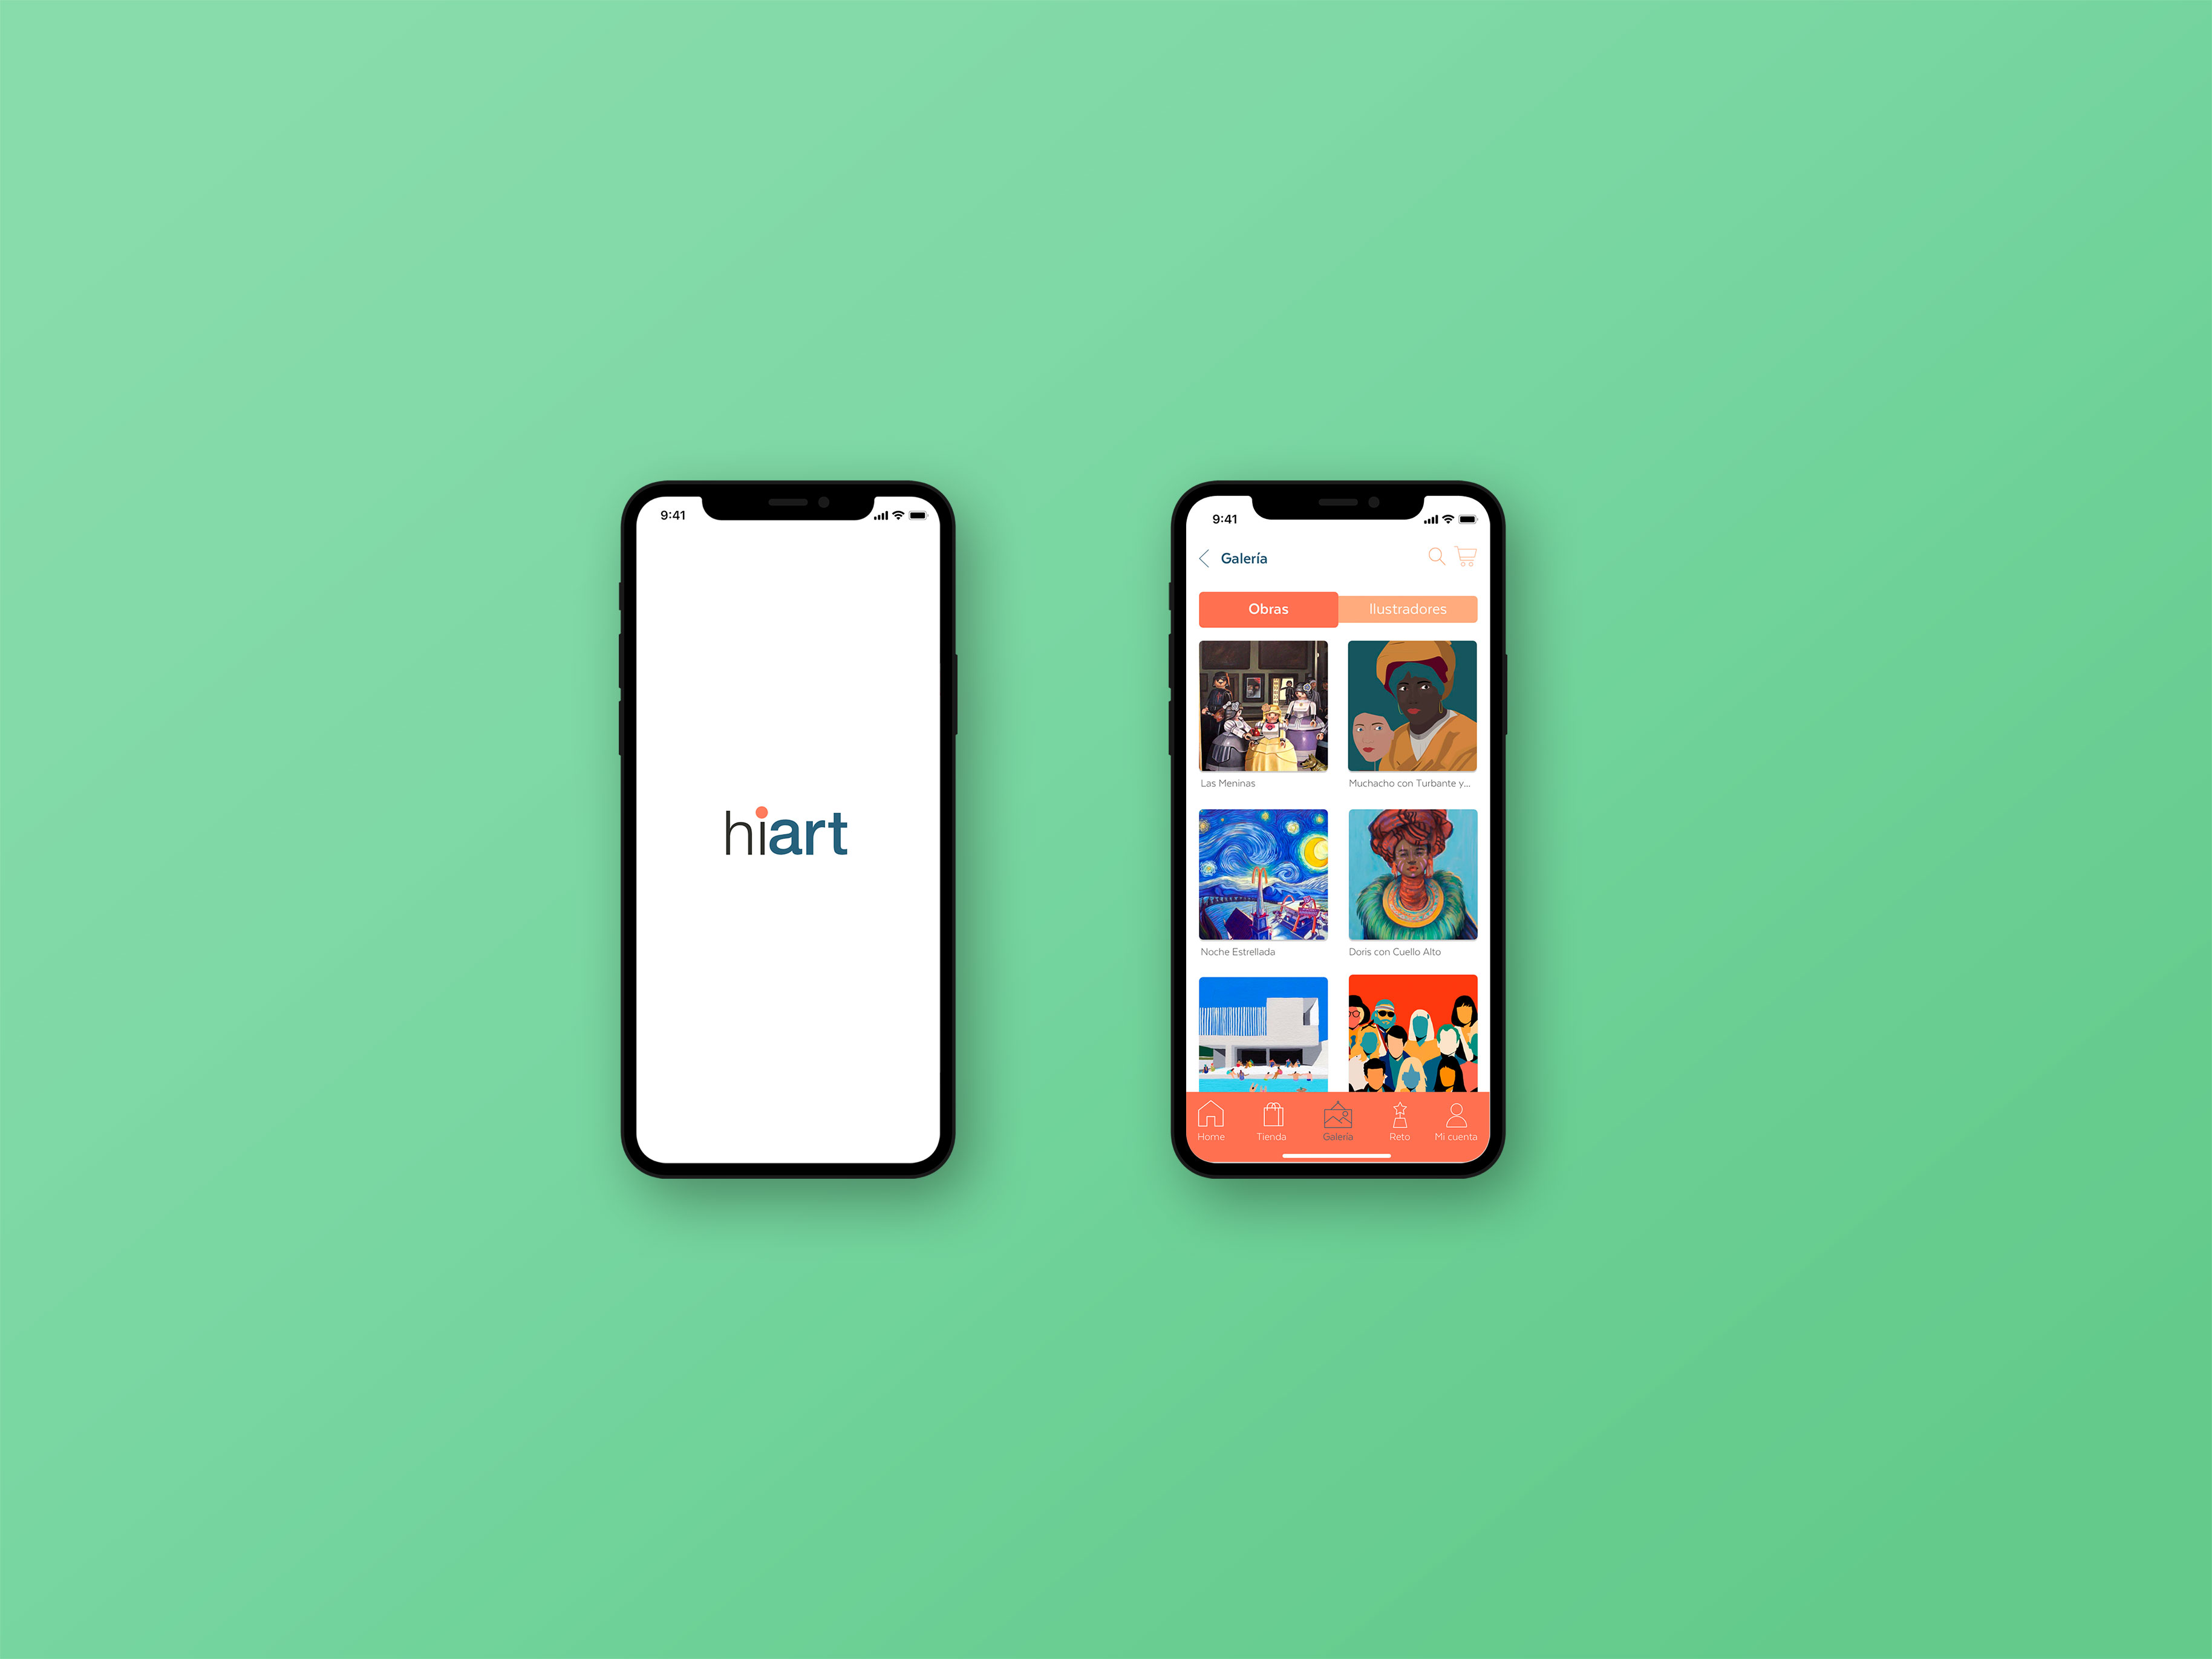 9:41
hiart
9:41
Galería
Obras
Ilustradores
Las Meninas
Muchacho con Turbante y...
Noche Estrellada
Doris con Cuello Alto
Home
Tienda
Galería
Reto
Mi cuenta